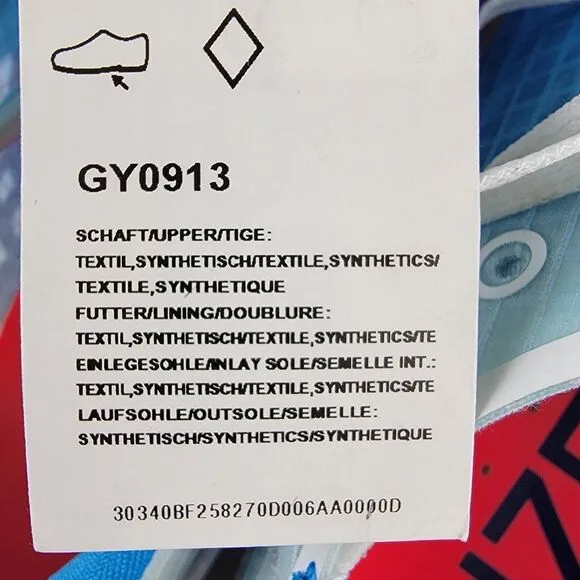 GY0913
SCHAFT/UPPER/TIGE:
TEXTIL,SYNTHETISCH/TEXTILE,SYNTHETICS/
TEXTILE,SYNTHETIQUE
FUTTER/LINING/DOUBLURE:
TEXTIL,SYNTHETISCH/TEXTILE,SYNTHETICS/TE
EINLEGESOHLE/INLAY SOLE/SEMELLE INT.:
TEXTIL,SYNTHETISCH/TEXTILE,SYNTHETICS/TE
LAUFSOHLE/OUTSOLE/SEMELLE:
SYNTHETISCH/SYNTHETICS/SYNTHETIQUE
30340BF258270D006AA0000D